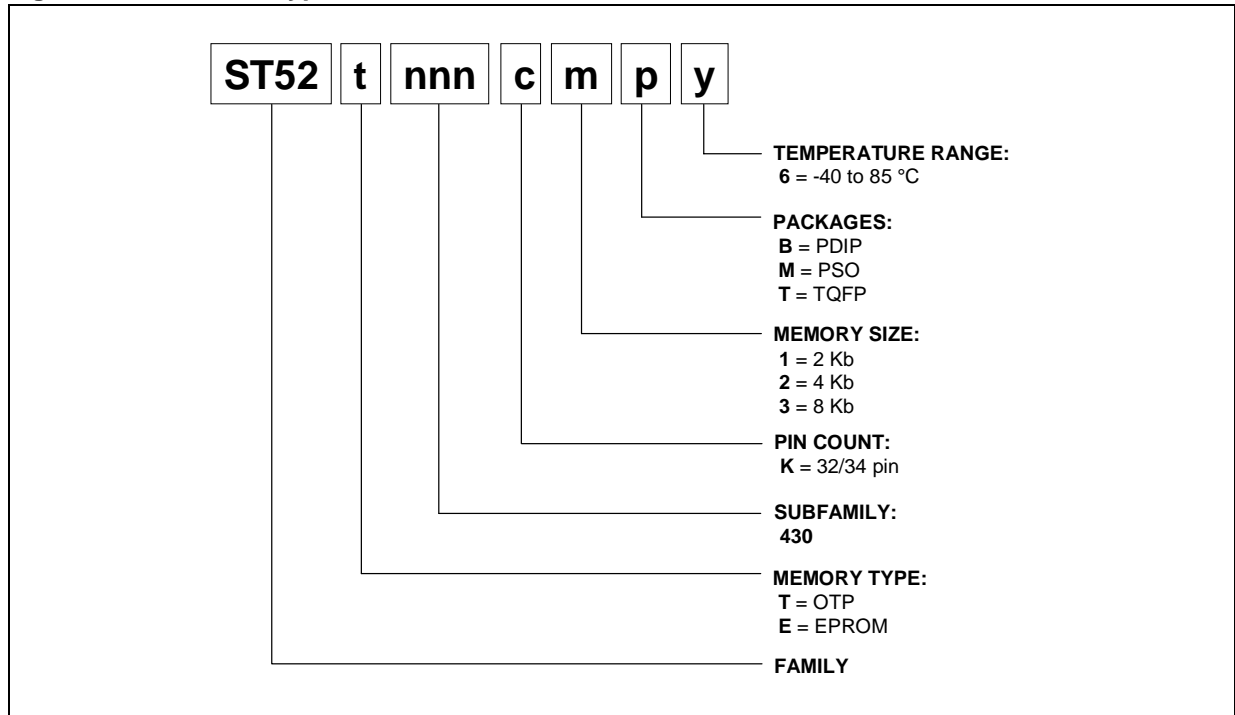 ST52 t nnn c m p y
TEMPERATURE RANGE:
6 = -40 to 85 °C
PACKAGES:
B = PDIP
M = PSO
T = TQFP
MEMORY SIZE:
1 = 2 Kb
2 = 4 Kb
3 = 8 Kb
PIN COUNT:
K = 32/34 pin
SUBFAMILY:
430
MEMORY TYPE:
T = OTP
E = EPROM
FAMILY